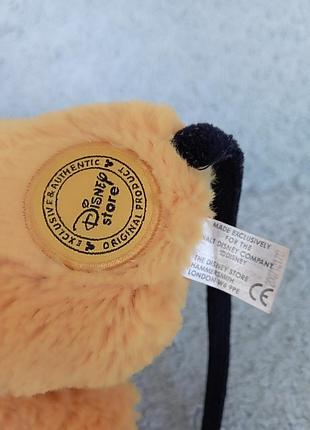 EXCLUSIVE & AUTHENTIC
DISNEY
store
ORIGINAL PRODUCT
MADE EXCLUSIVELY
FOR THE
WALT DISNEY COMPANY
©DISNEY
THE DISNEY STORE
HAMMERSMITH
LONDON W6 9PE
CE